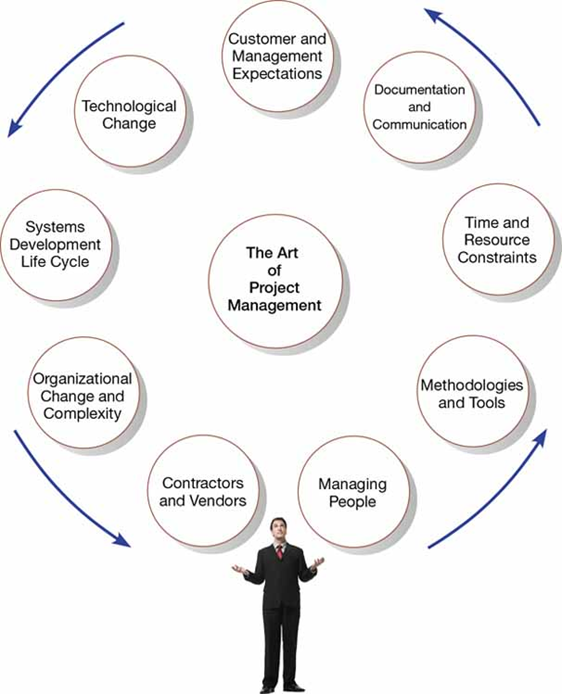 Customer and
Management
Expectations
Documentation
and
Communication
Time and
Resource
Constraints
Methodologies
and Tools
Managing
People
Contractors
and Vendors
Organizational
Change and
Complexity
Systems
Development
Life Cycle
Technological
Change
The Art
of
Project
Management